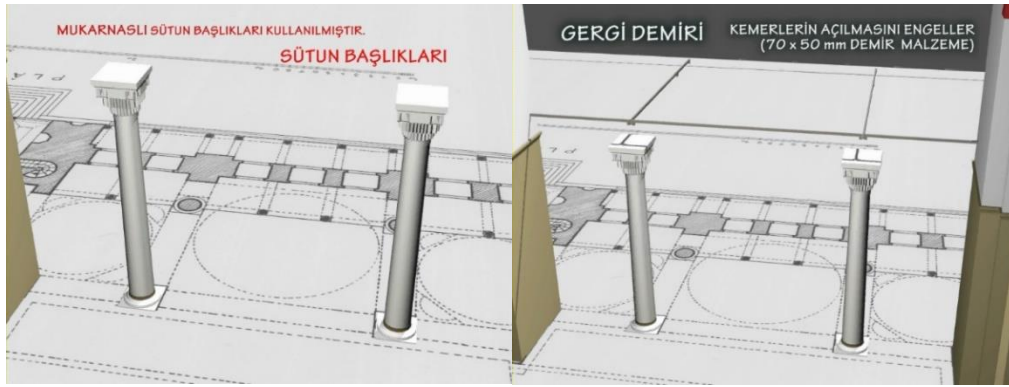 MUKARNASLI SÜTUN BAŞLIKLARI KULLANILMIŞTIR.
SÜTUN BAŞLIKLARI
GERGİ DEMİRİ
KEMERLERİN AÇILMASINI ENGELLER
(70 x 50 mm DEMİR MALZEME)